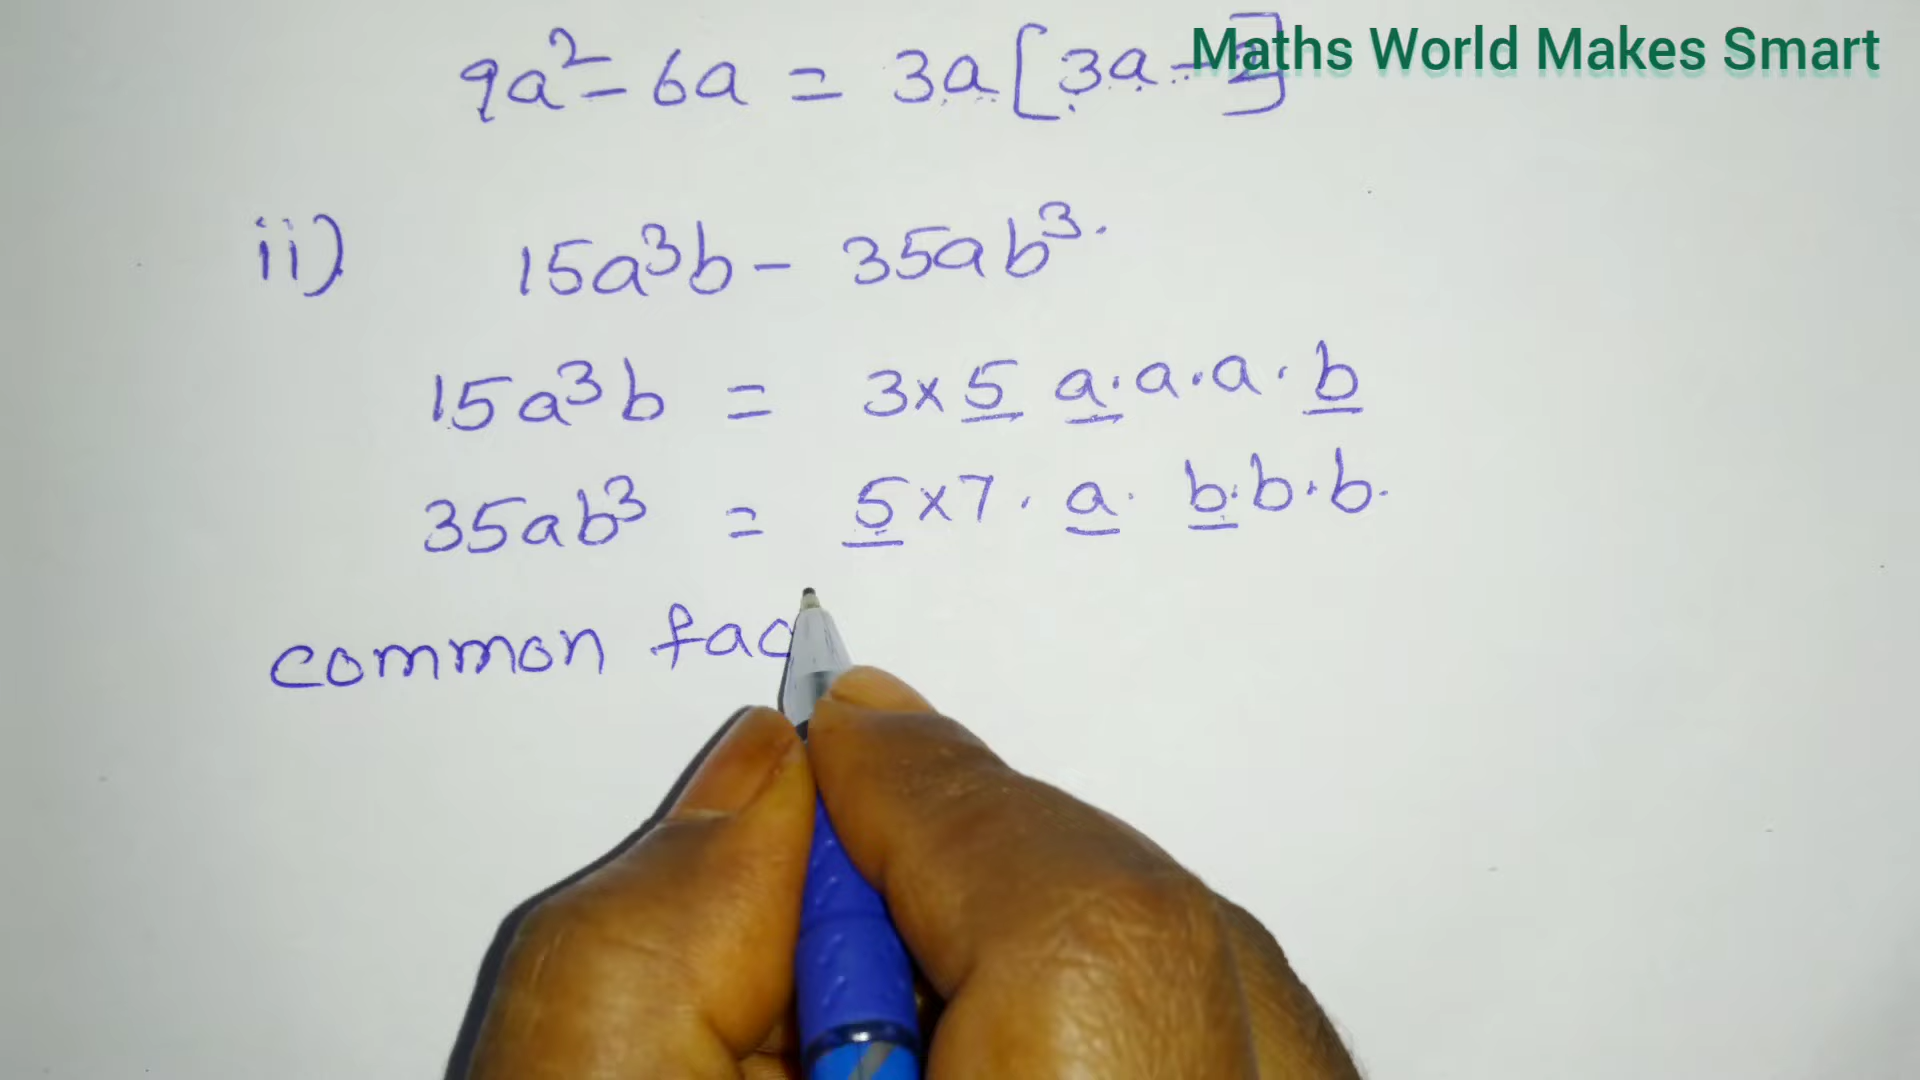 Maths World Makes Smart
9a² - 6a = 3a [3a - 2]
ii) 15a³b - 35ab³.
15a³b = 3×5 a.a.a.b
35ab³ = 5×7.a. b.b.b.
common fac